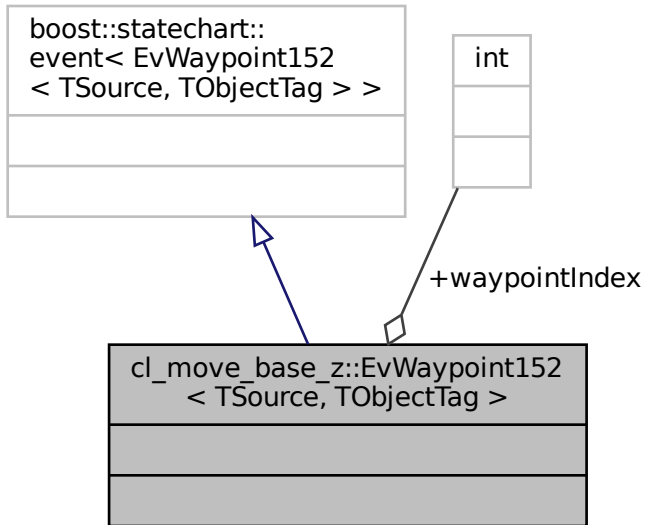 boost::statechart::
event< EvWaypoint152
< TSource, TObjectTag > >
int
+waypointIndex
cl_move_base_z::EvWaypoint152
< TSource, TObjectTag >